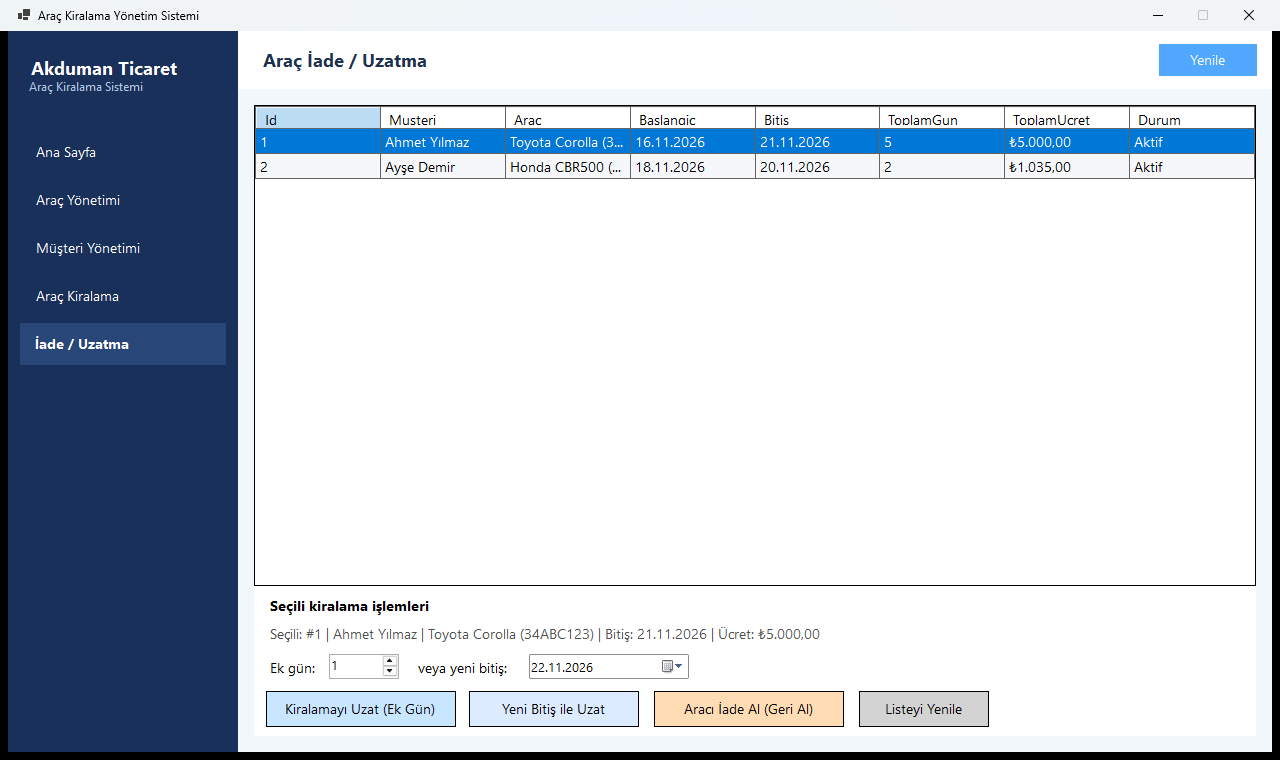 Araç Kiralama Yönetim Sistemi
Akduman Ticaret
Araç Kiralama Sistemi
Ana Sayfa
Araç Yönetimi
Müşteri Yönetimi
Araç Kiralama
İade / Uzatma
Araç İade / Uzatma
Yenile
Id Musteri Arac Baslangic Bitis ToplamGun ToplamUcret Durum
1 Ahmet Yılmaz Toyota Corolla (3... 16.11.2026 21.11.2026 5 ₺5.000,00 Aktif
2 Ayşe Demir Honda CBR500 (... 18.11.2026 20.11.2026 2 ₺1.035,00 Aktif
Seçili kiralama işlemleri
Seçili: #1 | Ahmet Yılmaz | Toyota Corolla (34ABC123) | Bitiş: 21.11.2026 | Ücret: ₺5.000,00
Ek gün: 1 veya yeni bitiş: 22.11.2026
Kiralamayı Uzat (Ek Gün) Yeni Bitiş ile Uzat Aracı İade Al (Geri Al) Listeyi Yenile